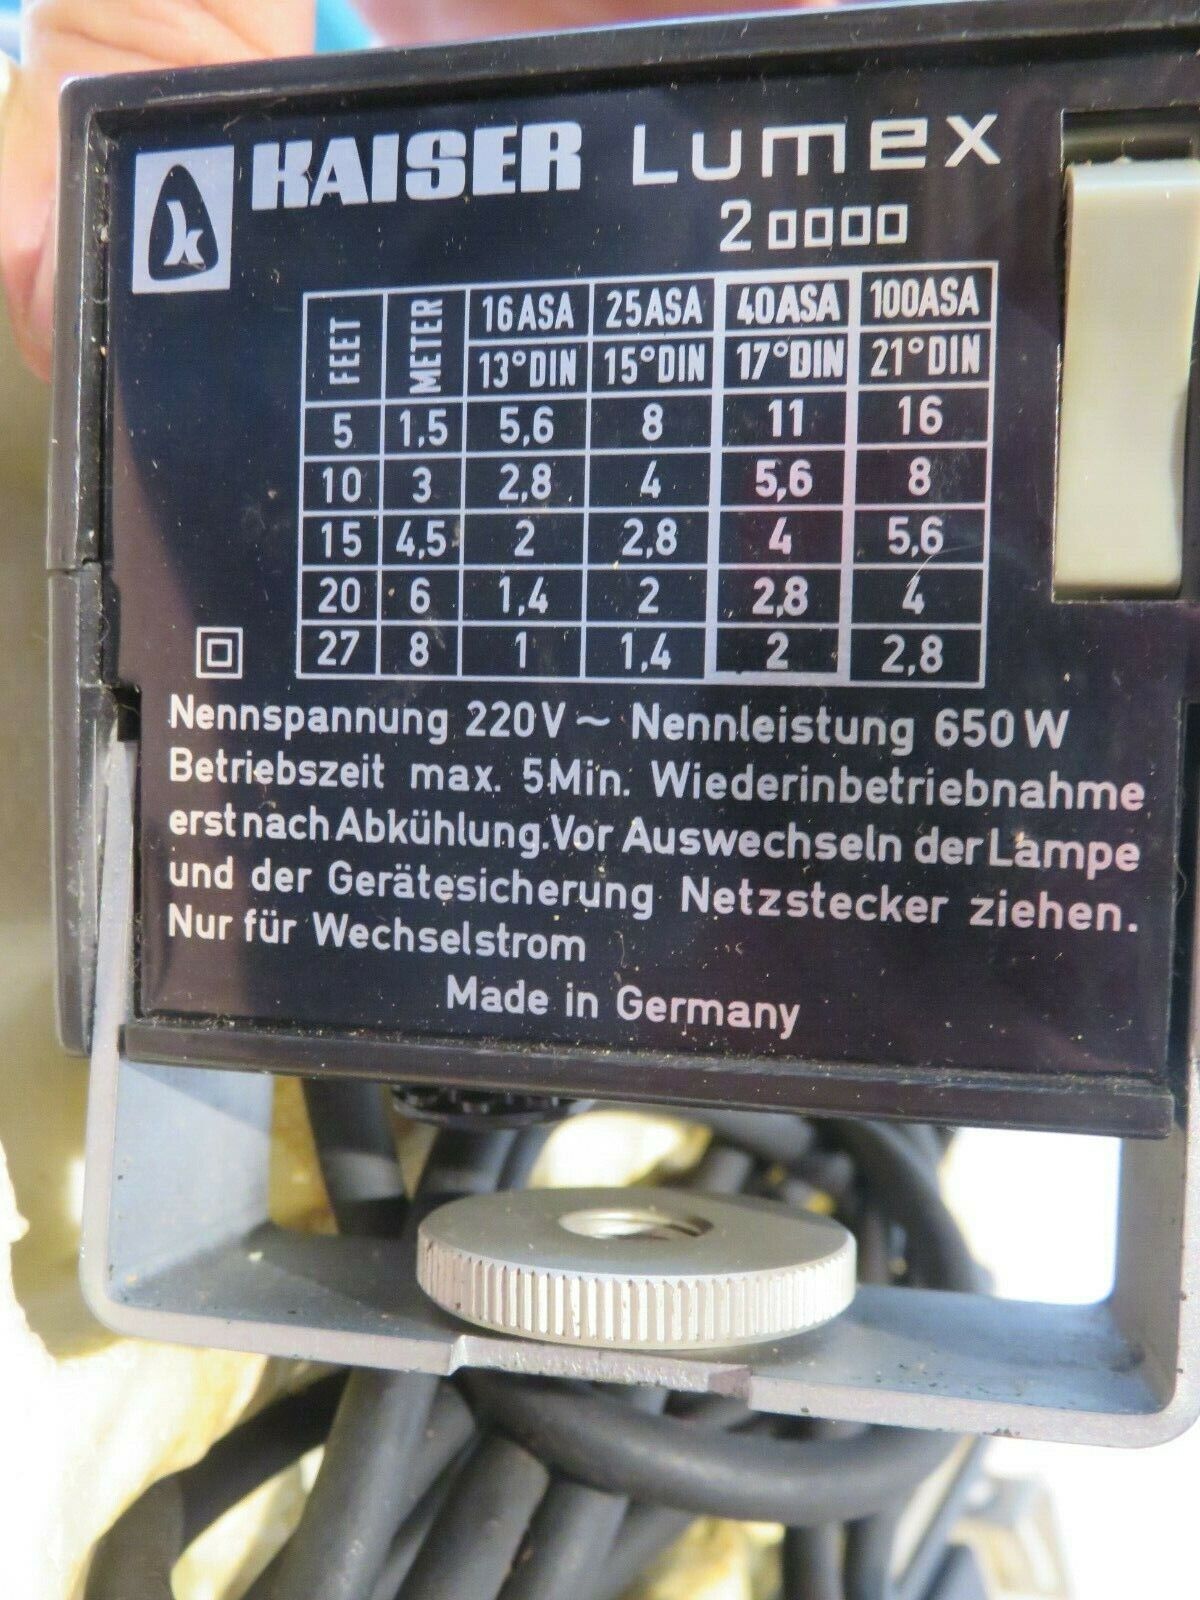 k KAISER Lumex
20000
FEET METER 16ASA 25ASA 40ASA 100ASA
13°DIN 15°DIN 17°DIN 21°DIN
5 1,5 5,6 8 11 16
10 3 2,8 4 5,6 8
15 4,5 2 2,8 4 5,6
20 6 1,4 2 2,8 4
27 8 1 1,4 2 2,8
Nennspannung 220V ~ Nennleistung 650W
Betriebszeit max. 5Min. Wiederinbetriebnahme
erst nach Abkühlung. Vor Auswechseln der Lampe
und der Gerätesicherung Netzstecker ziehen.
Nur für Wechselstrom
Made in Germany